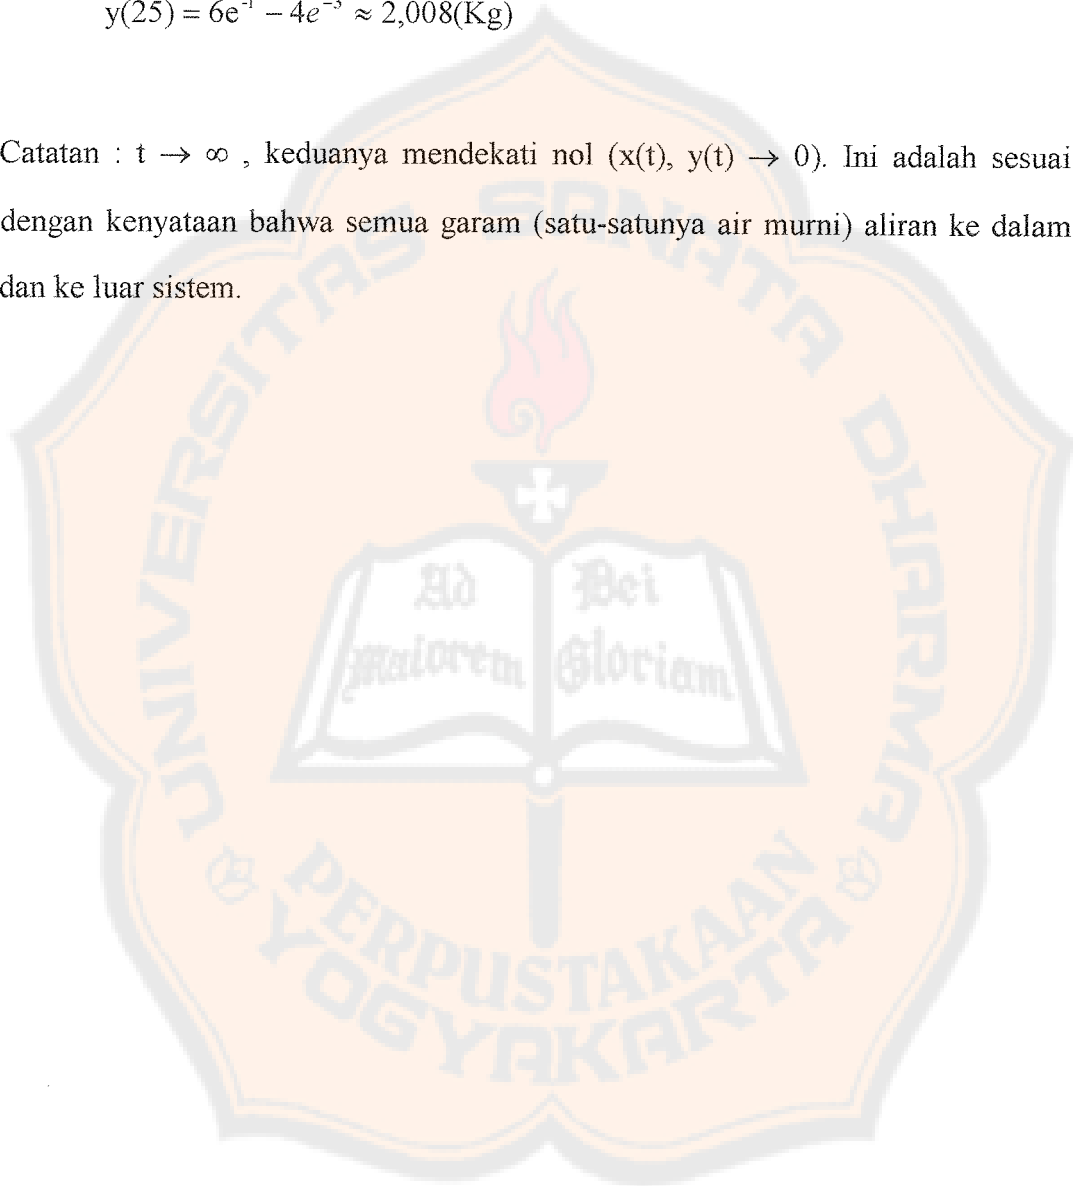 y(25) = 6e⁻¹ – 4e⁻³ ≈ 2,008(Kg)
Catatan : t → ∞ , keduanya mendekati nol (x(t), y(t) → 0). Ini adalah sesuai
dengan kenyataan bahwa semua garam (satu-satunya air murni) aliran ke dalam
dan ke luar sistem.
UNIVERSITAS SANATA DHARMA
Ad Dei
maiorem Gloriam
PERPUSTAKAAN
YOGYAKARTA